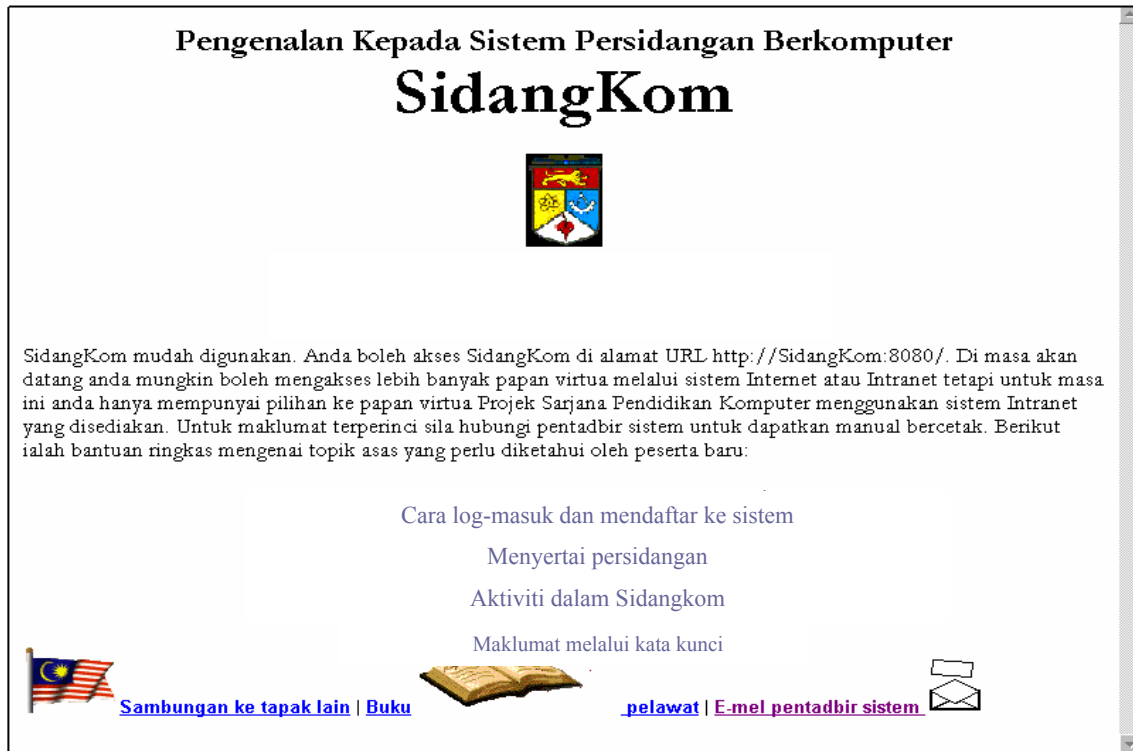 Pengenalan Kepada Sistem Persidangan Berkomputer
SidangKom
SidangKom mudah digunakan. Anda boleh akses SidangKom di alamat URL http://SidangKom:8080/. Di masa akan
datang anda mungkin boleh mengakses lebih banyak papan virtua melalui sistem Internet atau Intranet tetapi untuk masa
ini anda hanya mempunyai pilihan ke papan virtua Projek Sarjana Pendidikan Komputer menggunakan sistem Intranet
yang disediakan. Untuk maklumat terperinci sila hubungi pentadbir sistem untuk dapatkan manual bercetak. Berikut
ialah bantuan ringkas mengenai topik asas yang perlu diketahui oleh peserta baru:
Cara log-masuk dan mendaftar ke sistem
Menyertai persidangan
Aktiviti dalam Sidangkom
Maklumat melalui kata kunci
Sambungan ke tapak lain | Buku pelawat | E-mel pentadbir sistem